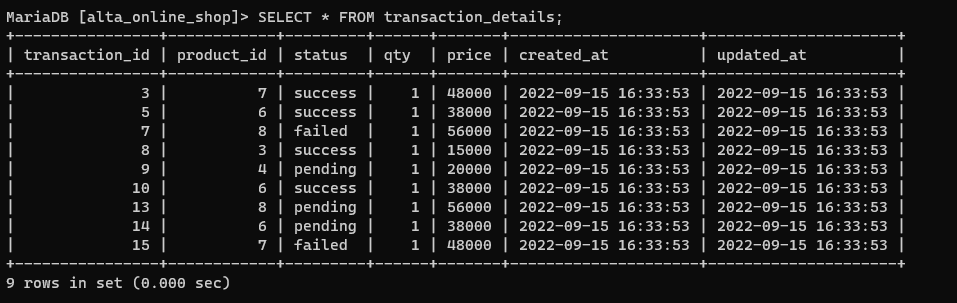 MariaDB [alta_online_shop]> SELECT * FROM transaction_details;
+----------------+------------+---------+------+-------+---------------------+---------------------+
| transaction_id | product_id | status  | qty  | price | created_at          | updated_at          |
+----------------+------------+---------+------+-------+---------------------+---------------------+
|              3 |          7 | success |    1 | 48000 | 2022-09-15 16:33:53 | 2022-09-15 16:33:53 |
|              5 |          6 | success |    1 | 38000 | 2022-09-15 16:33:53 | 2022-09-15 16:33:53 |
|              7 |          8 | failed  |    1 | 56000 | 2022-09-15 16:33:53 | 2022-09-15 16:33:53 |
|              8 |          3 | success |    1 | 15000 | 2022-09-15 16:33:53 | 2022-09-15 16:33:53 |
|              9 |          4 | pending |    1 | 20000 | 2022-09-15 16:33:53 | 2022-09-15 16:33:53 |
|             10 |          6 | success |    1 | 38000 | 2022-09-15 16:33:53 | 2022-09-15 16:33:53 |
|             13 |          8 | pending |    1 | 56000 | 2022-09-15 16:33:53 | 2022-09-15 16:33:53 |
|             14 |          6 | pending |    1 | 38000 | 2022-09-15 16:33:53 | 2022-09-15 16:33:53 |
|             15 |          7 | failed  |    1 | 48000 | 2022-09-15 16:33:53 | 2022-09-15 16:33:53 |
+----------------+------------+---------+------+-------+---------------------+---------------------+
9 rows in set (0.000 sec)